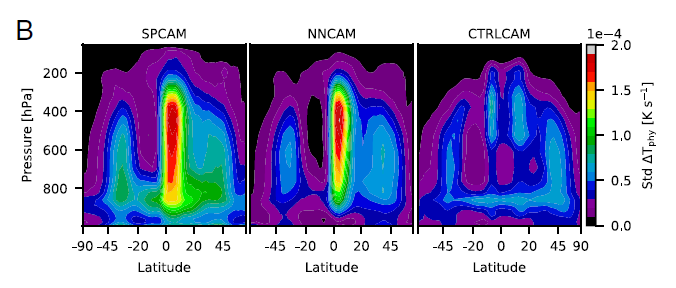 B
SPCAM NNCAM CTRLCAM 1e−4
Pressure [hPa]
200
400
600
800
-90 -45 -20 0 20 45 -45 -20 0 20 45 -45 -20 0 20 45 90
Latitude Latitude Latitude
2.0
1.5
1.0
0.5
0.0
Std ΔTphy [K s⁻¹]